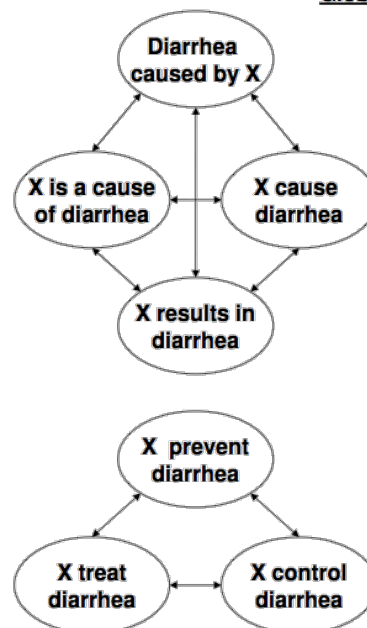 Diarrhea
caused by X
X is a cause
of diarrhea
X cause
diarrhea
X results in
diarrhea
X prevent
diarrhea
X treat
diarrhea
X control
diarrhea